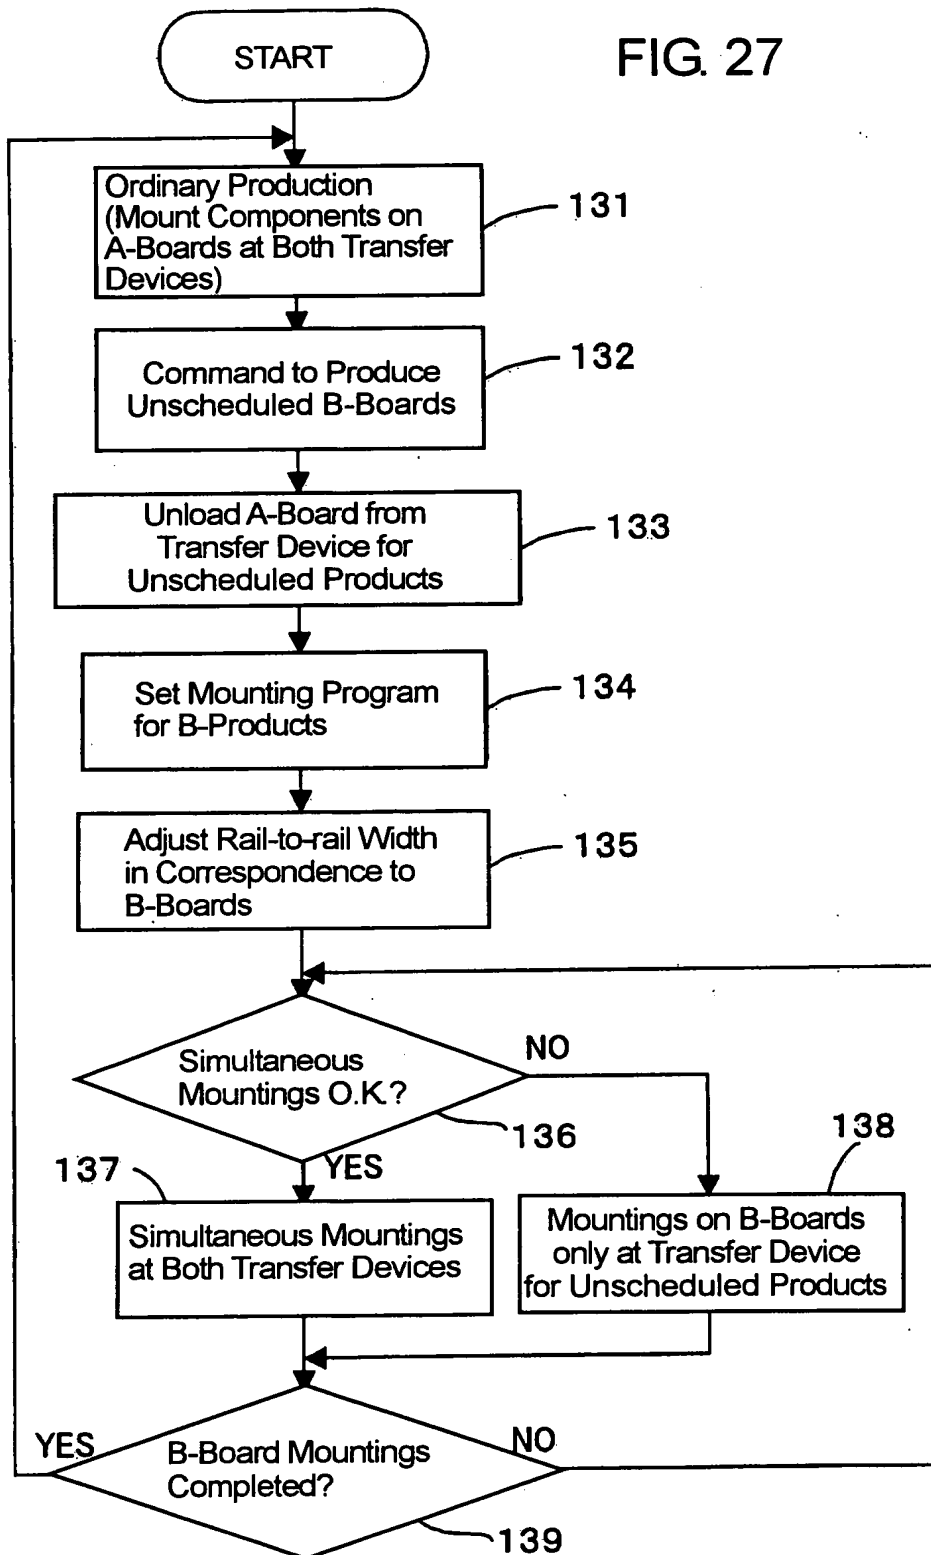 START
FIG. 27
Ordinary Production
(Mount Components on
A-Boards at Both Transfer
Devices)
131
Command to Produce
Unscheduled B-Boards
132
Unload A-Board from
Transfer Device for
Unscheduled Products
133
Set Mounting Program
for B-Products
134
Adjust Rail-to-rail Width
in Correspondence to
B-Boards
135
Simultaneous
Mountings O.K.?
NO
136
YES
137
Simultaneous Mountings
at Both Transfer Devices
138
Mountings on B-Boards
only at Transfer Device
for Unscheduled Products
YES
B-Board Mountings
Completed?
NO
139